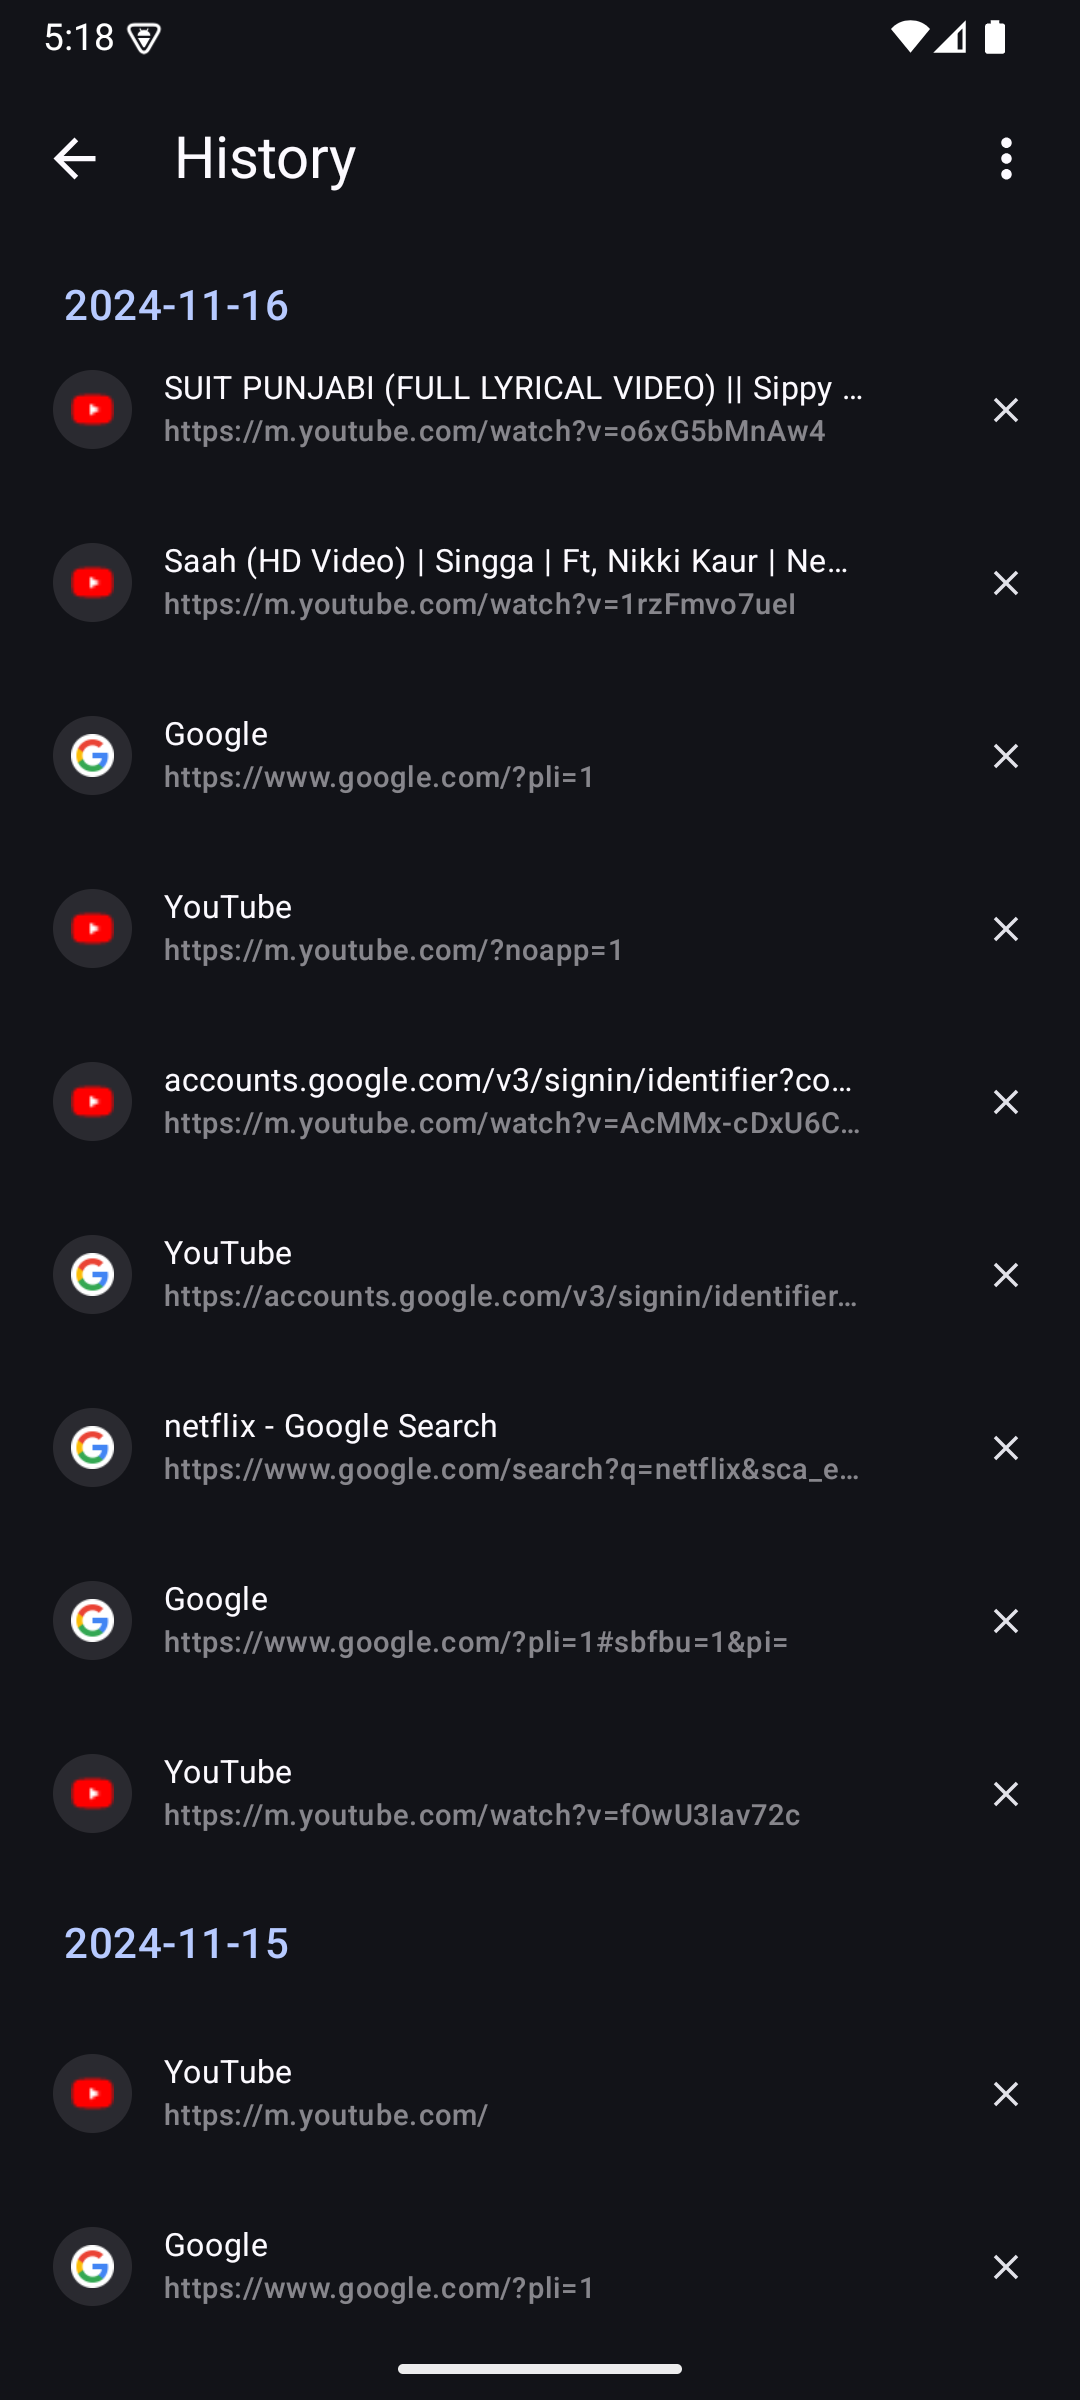 5:18
History
2024-11-16
SUIT PUNJABI (FULL LYRICAL VIDEO) || Sippy ...
https://m.youtube.com/watch?v=o6xG5bMnAw4
Saah (HD Video) | Singga | Ft, Nikki Kaur | Ne...
https://m.youtube.com/watch?v=1rzFmvo7ueI
Google
https://www.google.com/?pli=1
YouTube
https://m.youtube.com/?noapp=1
accounts.google.com/v3/signin/identifier?co...
https://m.youtube.com/watch?v=AcMMx-cDxU6C...
YouTube
https://accounts.google.com/v3/signin/identifier...
netflix - Google Search
https://www.google.com/search?q=netflix&sca_e...
Google
https://www.google.com/?pli=1#sbfbu=1&pi=
YouTube
https://m.youtube.com/watch?v=fOwU3Iav72c
2024-11-15
YouTube
https://m.youtube.com/
Google
https://www.google.com/?pli=1